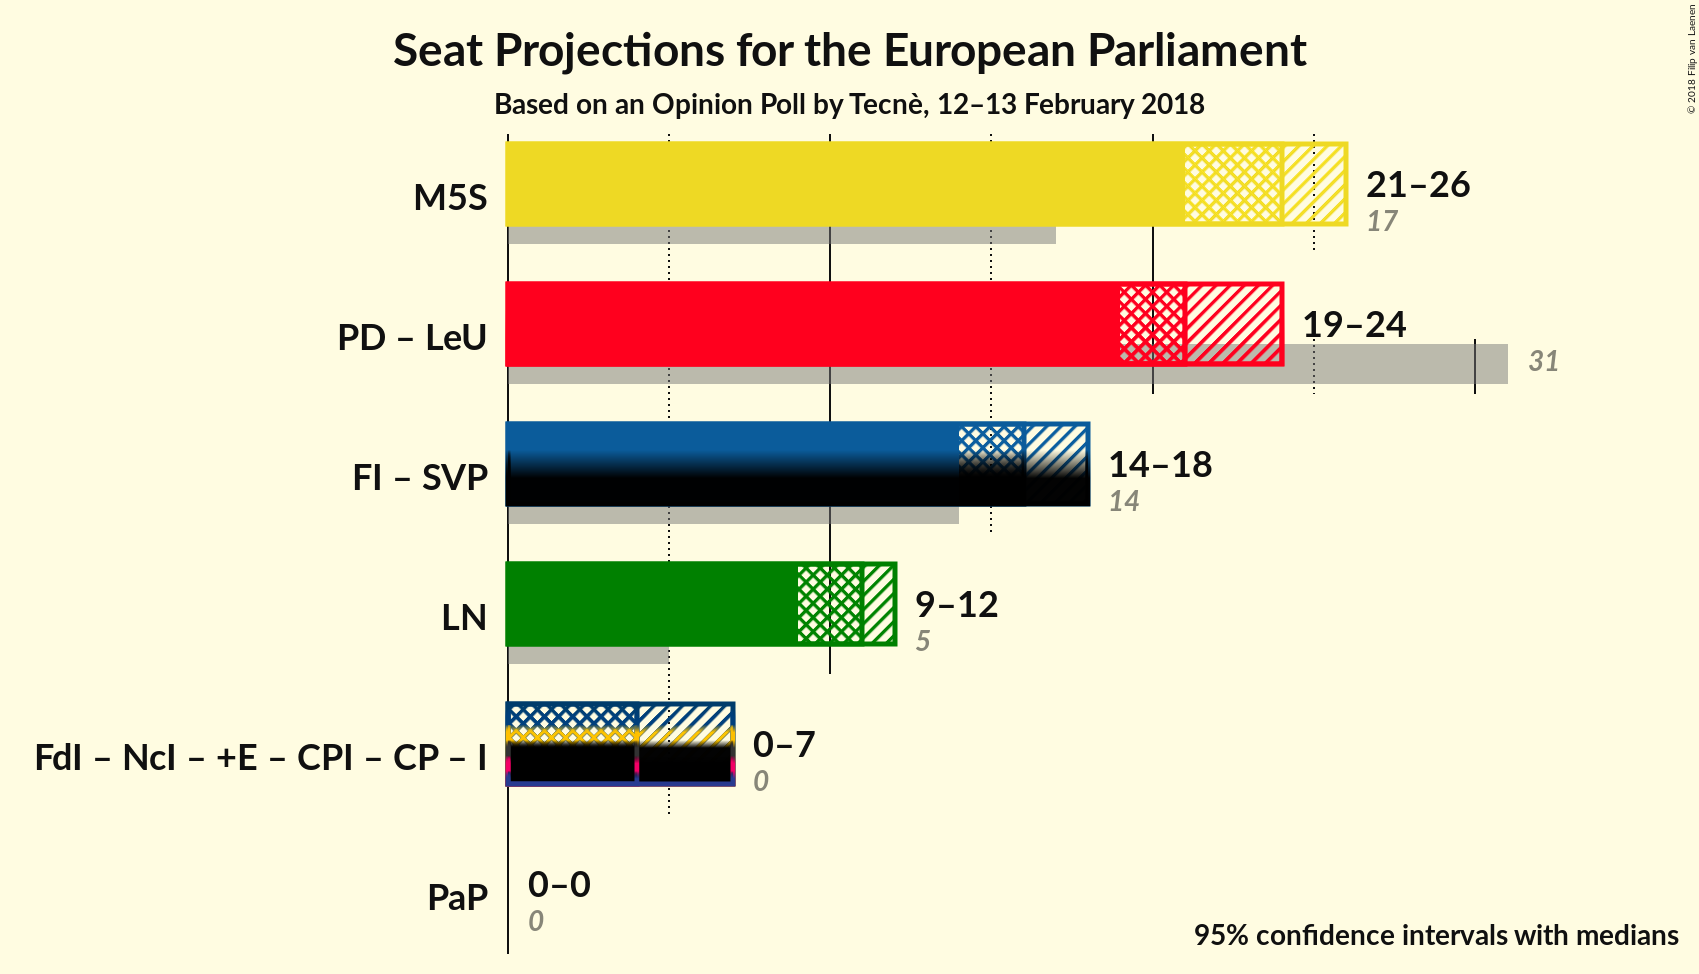 Seat Projections for the European Parliament
Based on an Opinion Poll by Tecnè, 12–13 February 2018
© 2018 Filip van Laenen
M5S
21–26
17
PD – LeU
19–24
31
FI – SVP
14–18
14
LN
9–12
5
FdI – NcI – +E – CPI – CP – I
0–7
0
PaP
0–0
0
95% confidence intervals with medians